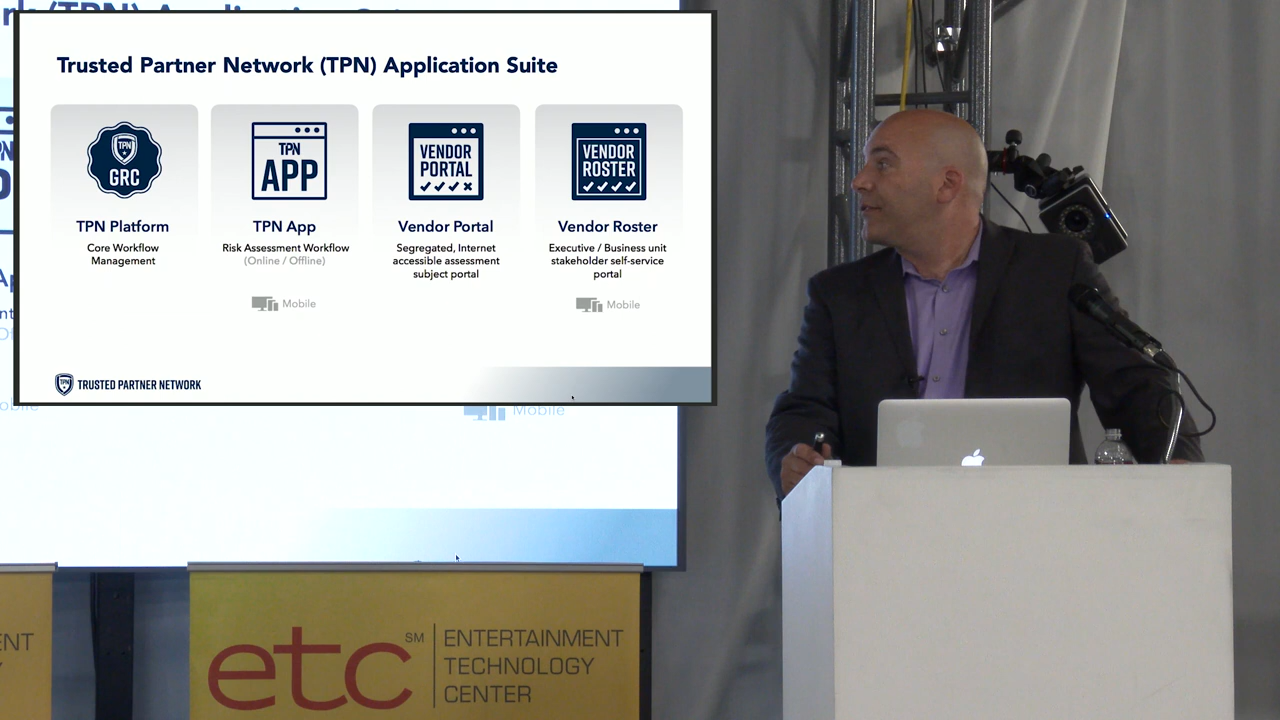 Trusted Partner Network (TPN) Application Suite
TPN
GRC
TPN Platform
Core Workflow
Management
TPN
APP
TPN App
Risk Assessment Workflow
(Online / Offline)
Mobile
VENDOR
PORTAL
Vendor Portal
Segregated, Internet
accessible assessment
subject portal
VENDOR
ROSTER
Vendor Roster
Executive / Business unit
stakeholder self-service
portal
Mobile
TPN
TRUSTED PARTNER NETWORK
Mobile
etc SM
ENTERTAINMENT
TECHNOLOGY
CENTER